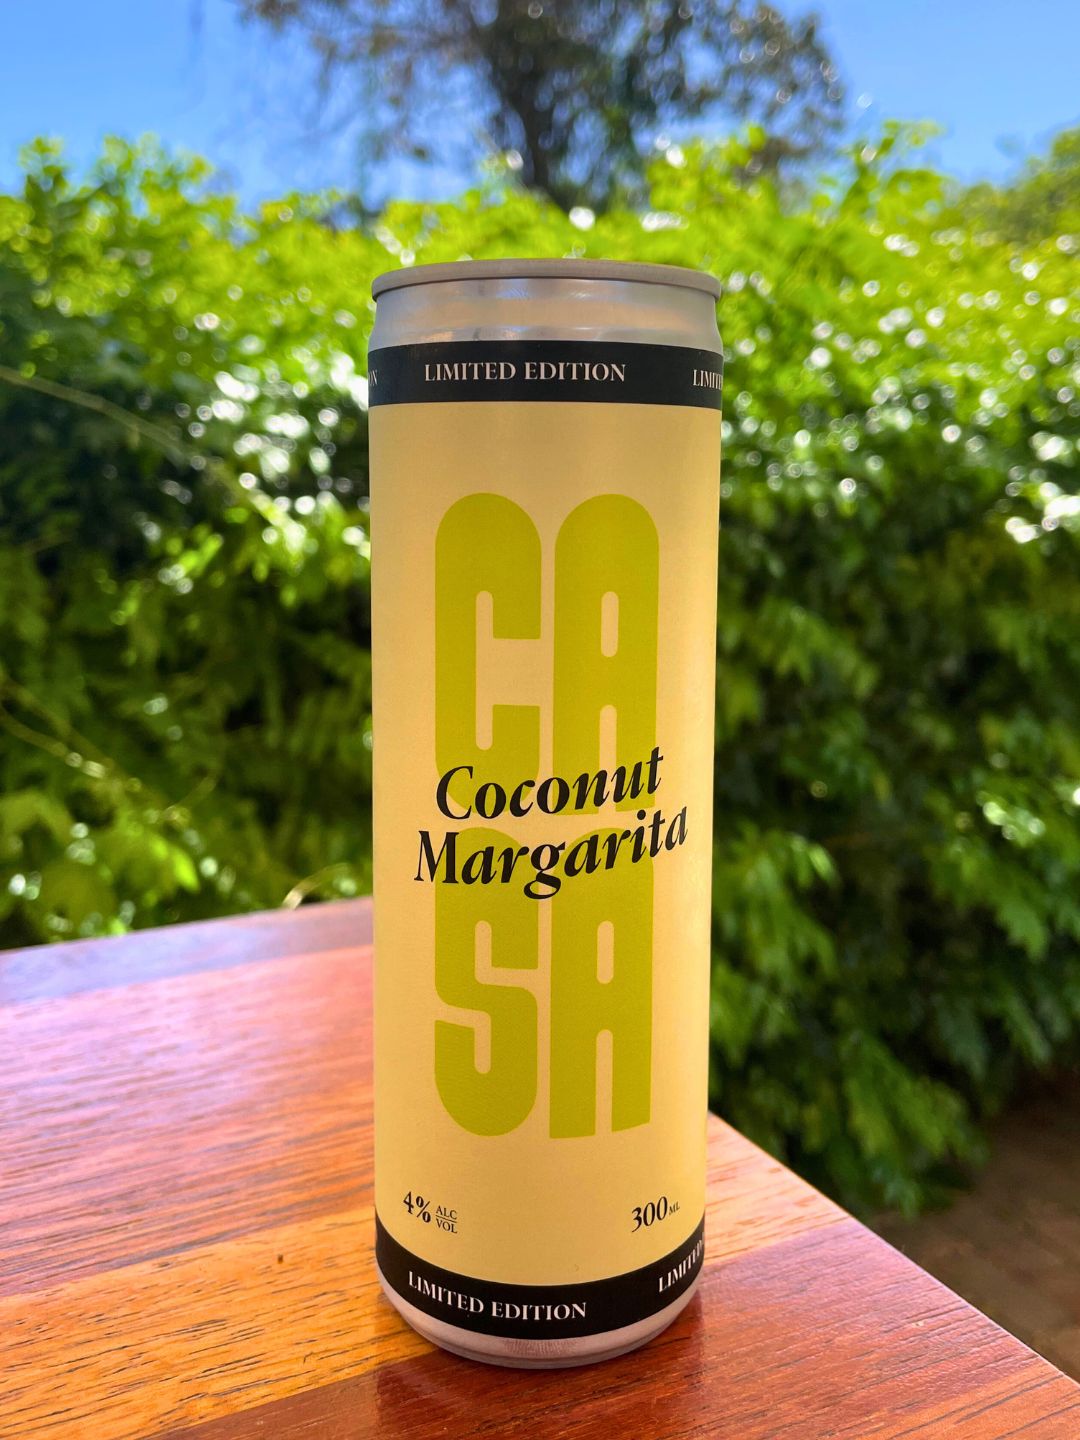 LIMITED EDITION
CA
SA
Coconut
Margarita
4% ALC
VOL
300ML
LIMITED EDITION